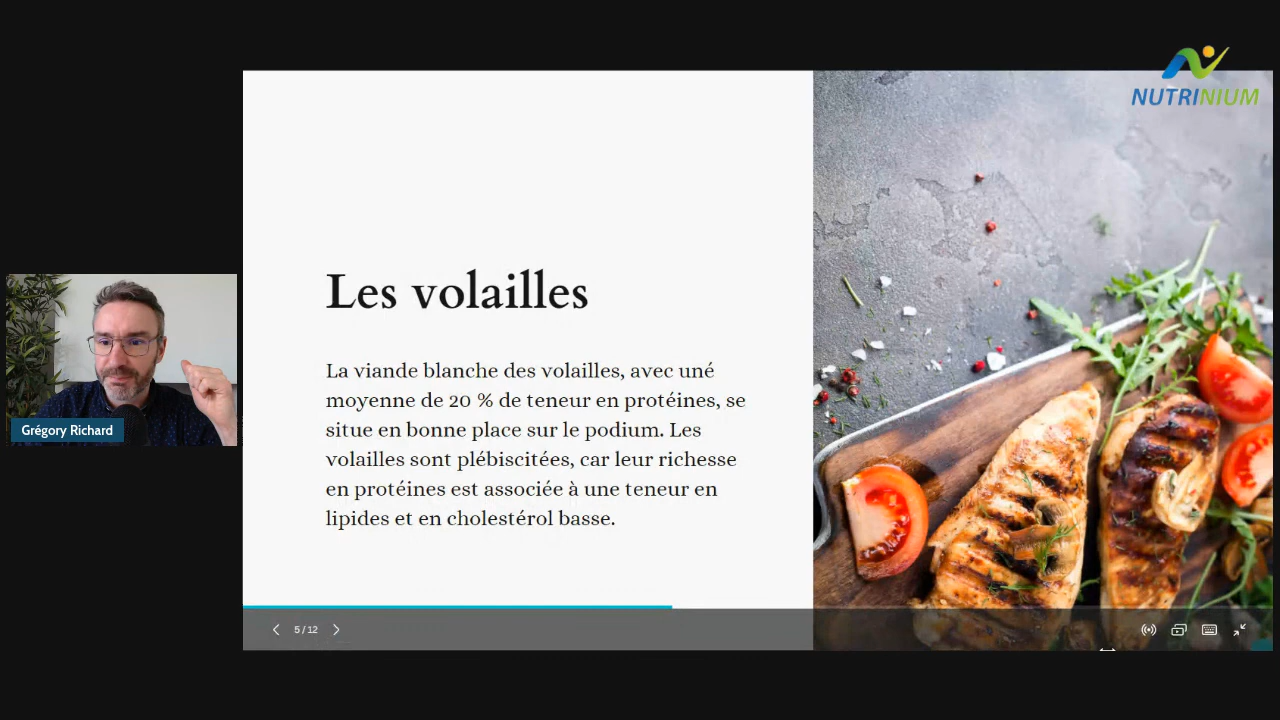 NUTRINIUM
Les volailles
La viande blanche des volailles, avec uné
moyenne de 20 % de teneur en protéines, se
situe en bonne place sur le podium. Les
volailles sont plébiscitées, car leur richesse
en protéines est associée à une teneur en
lipides et en cholestérol basse.
Grégory Richard
5 / 12